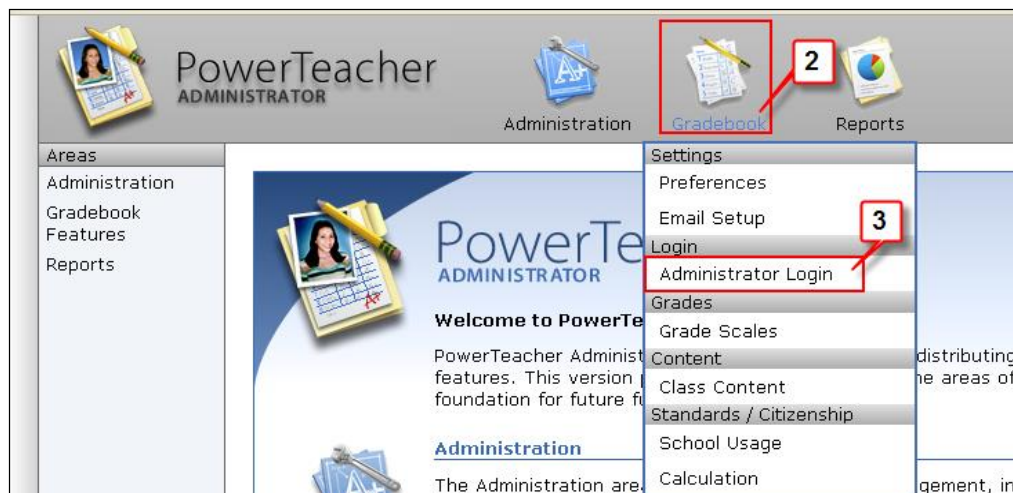 PowerTeacher
ADMINISTRATOR
Administration
Gradebook
Reports
2
Areas
Administration
Gradebook
Features
Reports
Settings
Preferences
Email Setup
3
Login
Administrator Login
Grades
Grade Scales
Content
Class Content
Standards / Citizenship
School Usage
Calculation
PowerTe
ADMINISTRATOR
Welcome to PowerTe
PowerTeacher Administ distributing
features. This version areas of
foundation for future
Administration
The Administration are gement, in